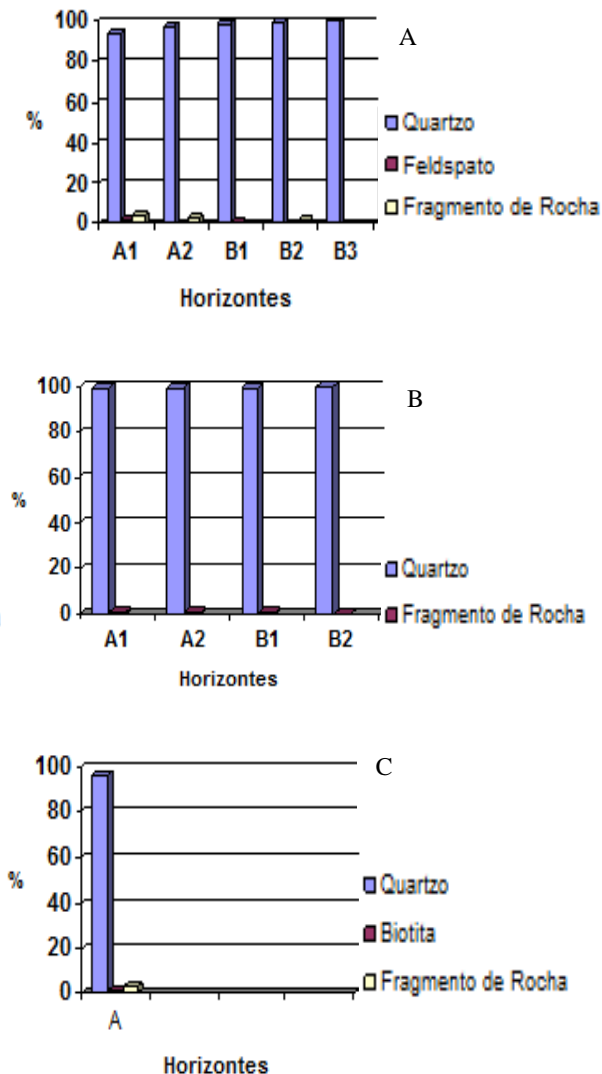 A
100
80
60
40
20
0
%
A1 A2 B1 B2 B3
Horizontes
Quartzo
Feldspato
Fragmento de Rocha
B
100
80
60
40
20
0
%
A1 A2 B1 B2
Horizontes
Quartzo
Fragmento de Rocha
C
100
80
60
40
20
0
%
A
Horizontes
Quartzo
Biotita
Fragmento de Rocha